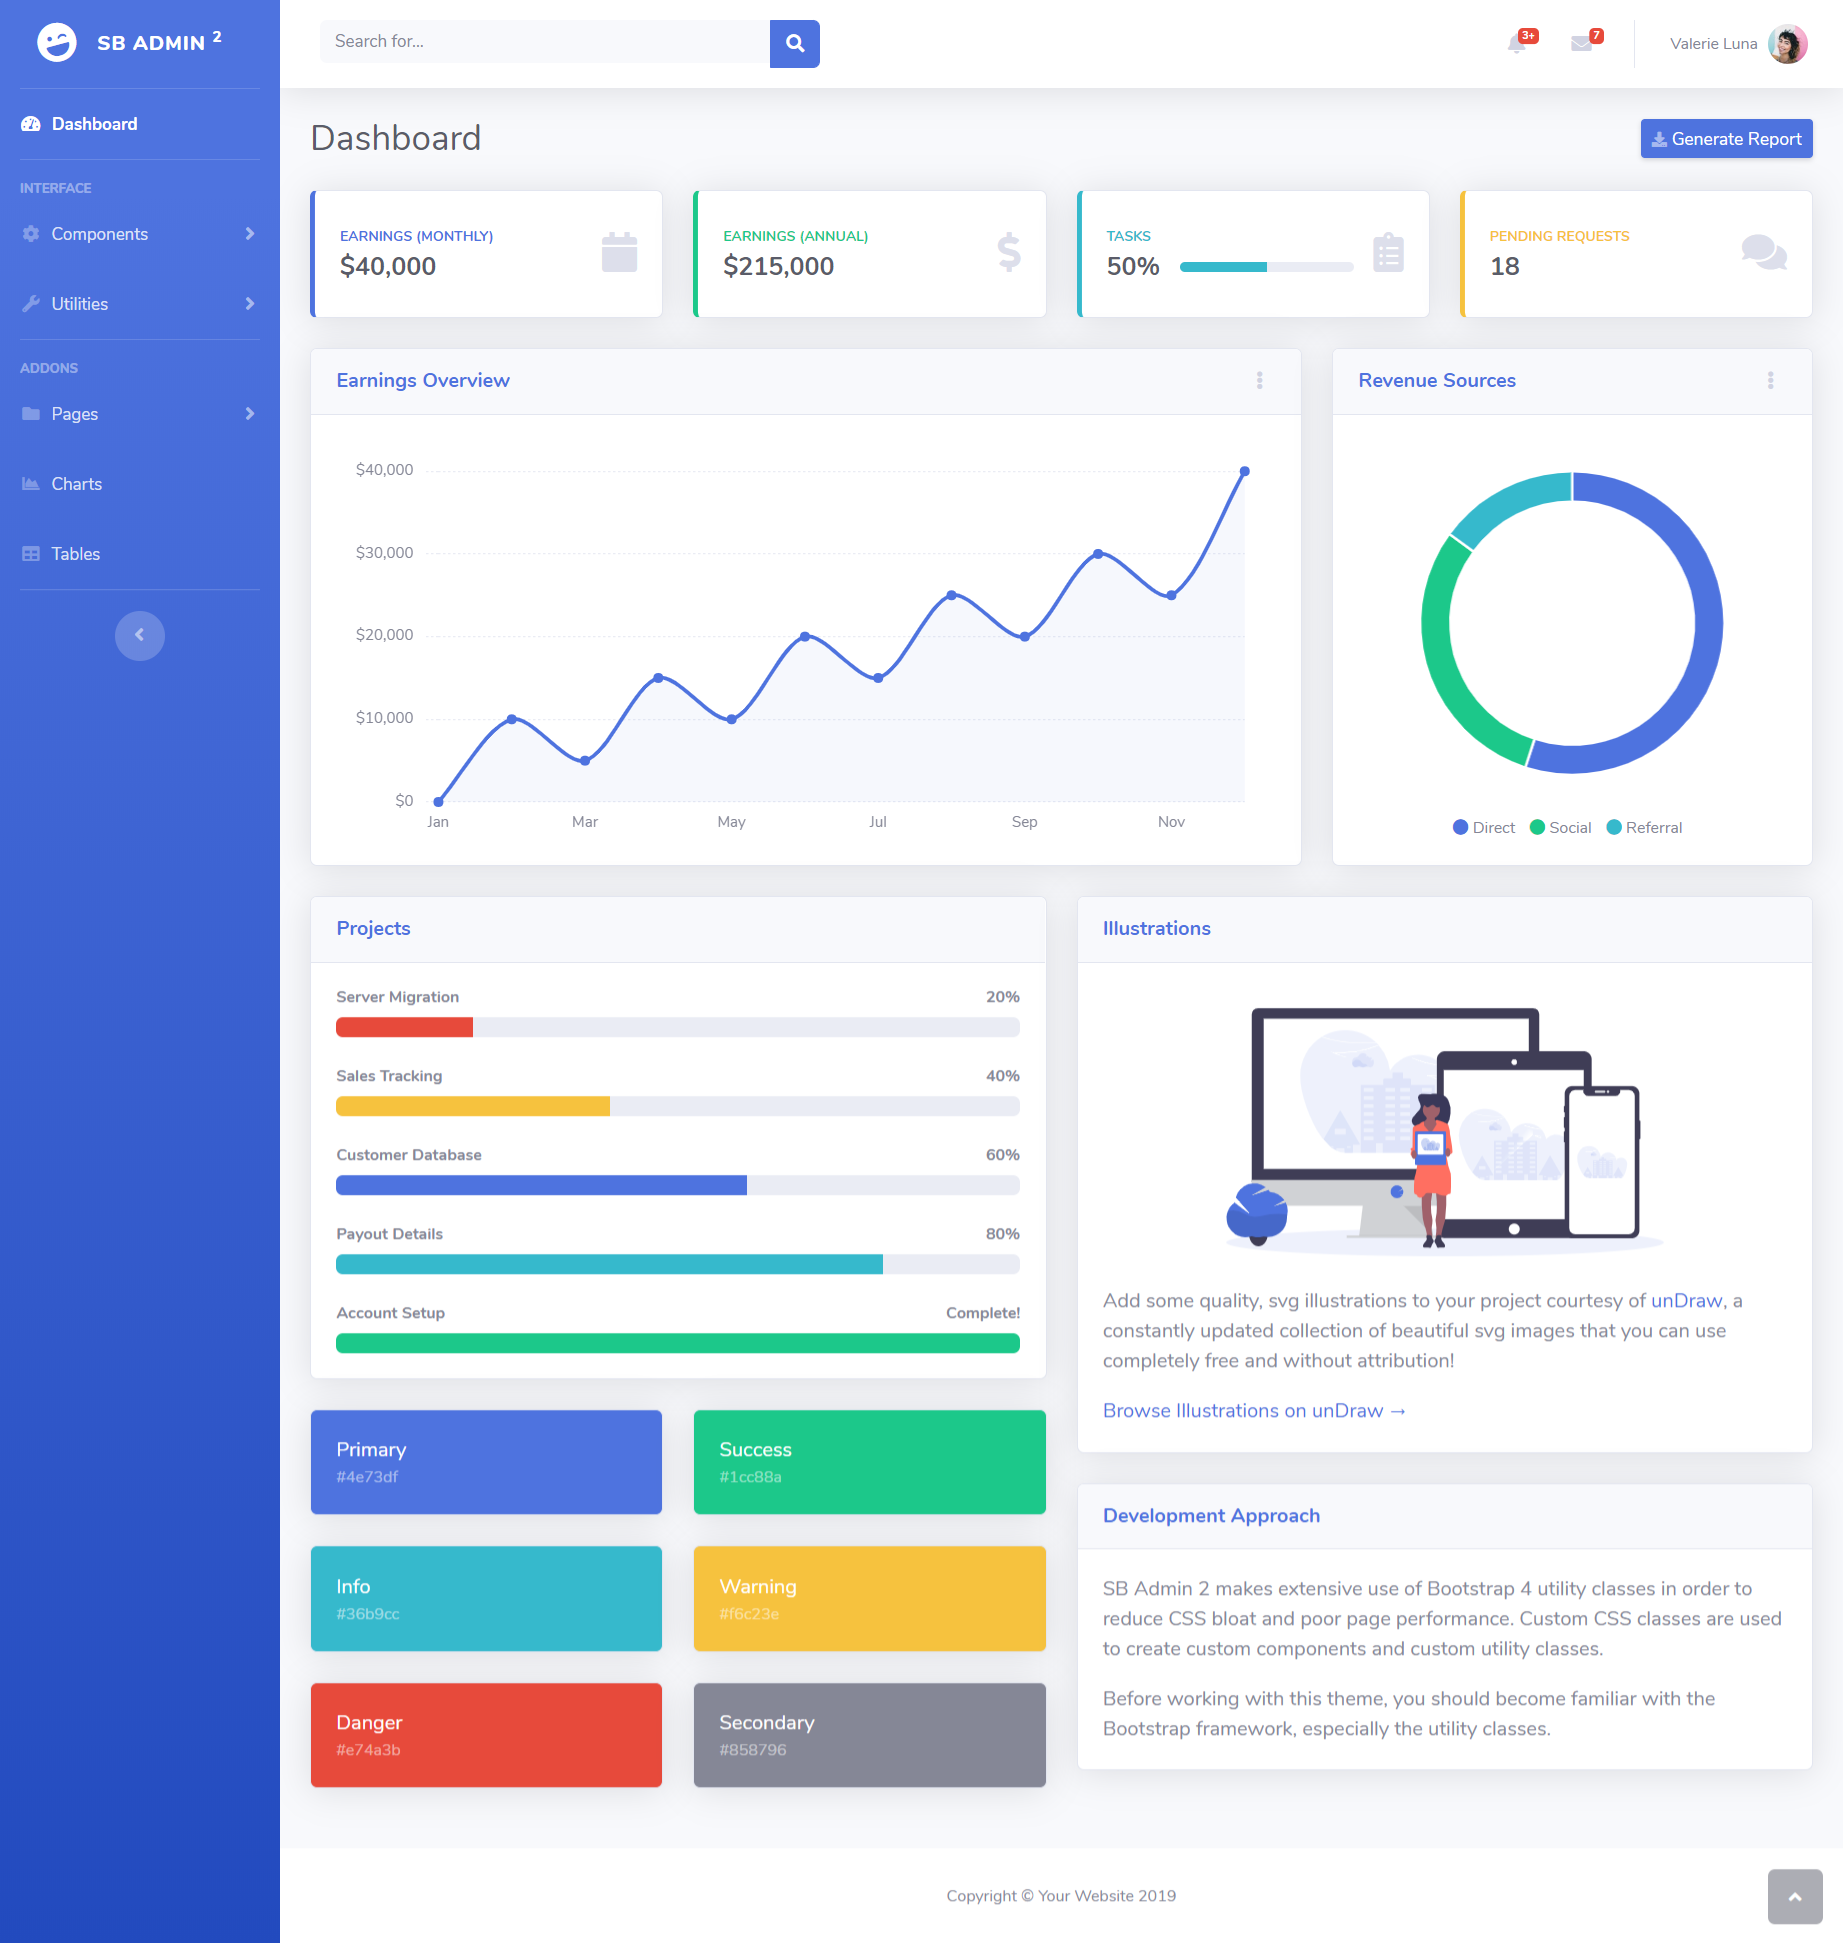 SB ADMIN 2
Dashboard
INTERFACE
Components
Utilities
ADDONS
Pages
Charts
Tables
Search for...
3+
7
Valerie Luna
Dashboard
Generate Report
EARNINGS (MONTHLY)
$40,000
EARNINGS (ANNUAL)
$215,000
TASKS
50%
PENDING REQUESTS
18
Earnings Overview
$40,000
$30,000
$20,000
$10,000
$0
Jan Mar May Jul Sep Nov
Revenue Sources
Direct Social Referral
Projects
Server Migration 20%
Sales Tracking 40%
Customer Database 60%
Payout Details 80%
Account Setup Complete!
Primary
#4e73df
Success
#1cc88a
Info
#36b9cc
Warning
#f6c23e
Danger
#e74a3b
Secondary
#858796
Illustrations
Add some quality, svg illustrations to your project courtesy of unDraw, a
constantly updated collection of beautiful svg images that you can use
completely free and without attribution!
Browse Illustrations on unDraw →
Development Approach
SB Admin 2 makes extensive use of Bootstrap 4 utility classes in order to
reduce CSS bloat and poor page performance. Custom CSS classes are used
to create custom components and custom utility classes.
Before working with this theme, you should become familiar with the
Bootstrap framework, especially the utility classes.
Copyright © Your Website 2019